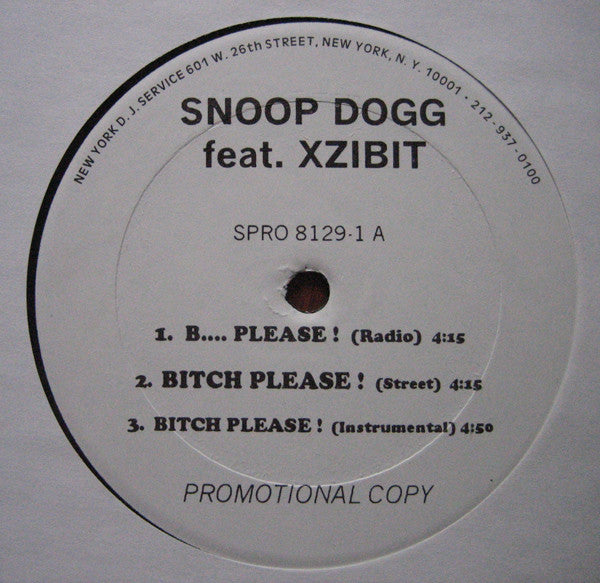 NEW YORK D. J. SERVICE 601 W. 26th STREET, NEW YORK, N. Y. 10001 · 212-937-0100
SNOOP DOGG
feat. XZIBIT
SPRO 8129-1 A
1. B.... PLEASE! (Radio) 4:15
2. BITCH PLEASE! (Street) 4:15
3. BITCH PLEASE! (Instrumental) 4:50
PROMOTIONAL COPY